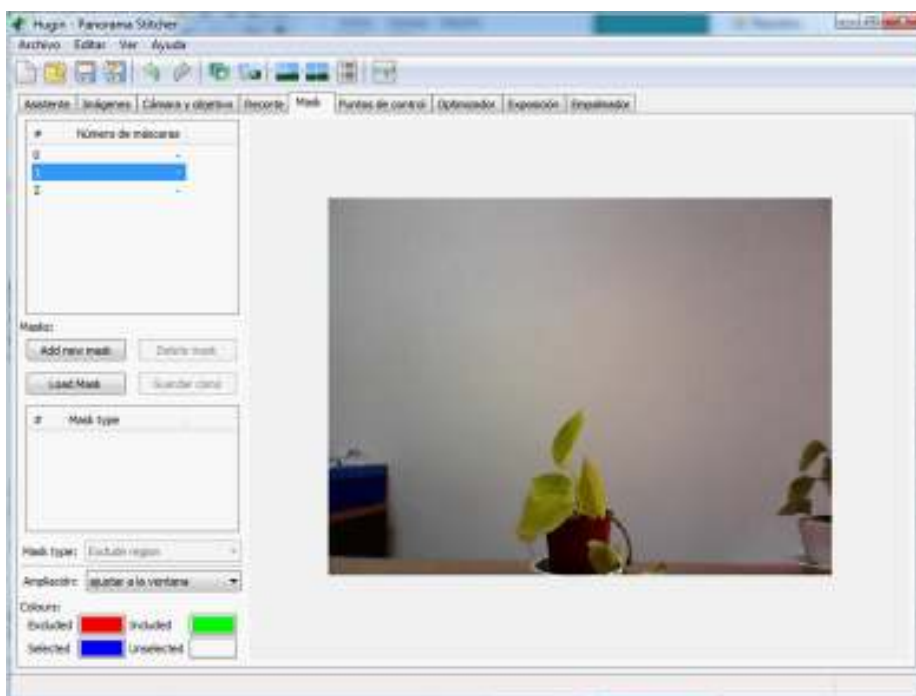 Hugin - Panorama Stitcher
Archivo Editar Ver Ayuda
Asistente Imágenes Cámara y objetivo Recorte Mask Puntos de control Optimizador Exposición Empalmador
# Número de máscaras
0 -
1 -
2 -
Masks:
Add new mask Delete mask
Load Mask Guardar como
# Mask type
Mask type: Exclude region
Ampliación: ajustar a la ventana
Colours:
Excluded Included
Selected Unselected